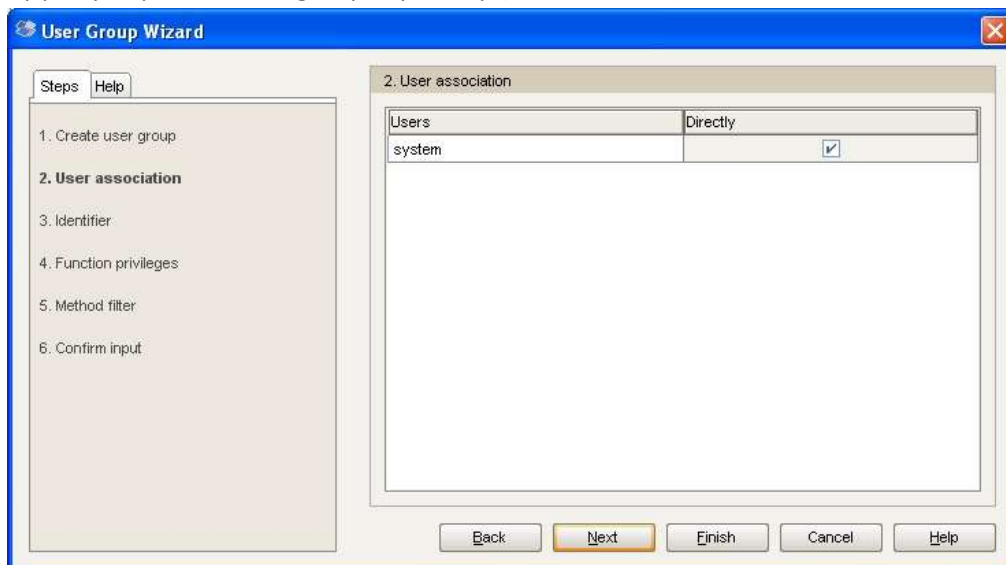 User Group Wizard
Steps Help
1. Create user group
2. User association
3. Identifier
4. Function privileges
5. Method filter
6. Confirm input
2. User association
Users Directly
system
Back Next Finish Cancel Help